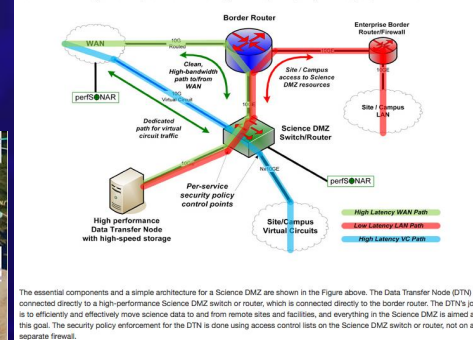 Border Router
Enterprise Border
Router/Firewall
WAN
10G
Routed
10GE
10GE
Clean,
High-bandwidth
path to/from
WAN
Site / Campus
access to Science
DMZ resources
perfSONAR
10G
Virtual Circuit
10GE
Site / Campus
LAN
Dedicated
path for virtual
circuit traffic
Science DMZ
Switch/Router
10GE
Per-service
security policy
control points
perfSONAR
High performance
Data Transfer Node
with high-speed storage
Site/Campus
Virtual Circuits
High Latency WAN Path
Low Latency LAN Path
High Latency VC Path
The essential components and a simple architecture for a Science DMZ are shown in the Figure above. The Data Transfer Node (DTN)
connected directly to a high-performance Science DMZ switch or router, which is connected directly to the border router. The DTN's jo
is to efficiently and effectively move science data to and from remote sites and facilities, and everything in the Science DMZ is aimed a
this goal. The security policy enforcement for the DTN is done using access control lists on the Science DMZ switch or router, not on a
separate firewall.